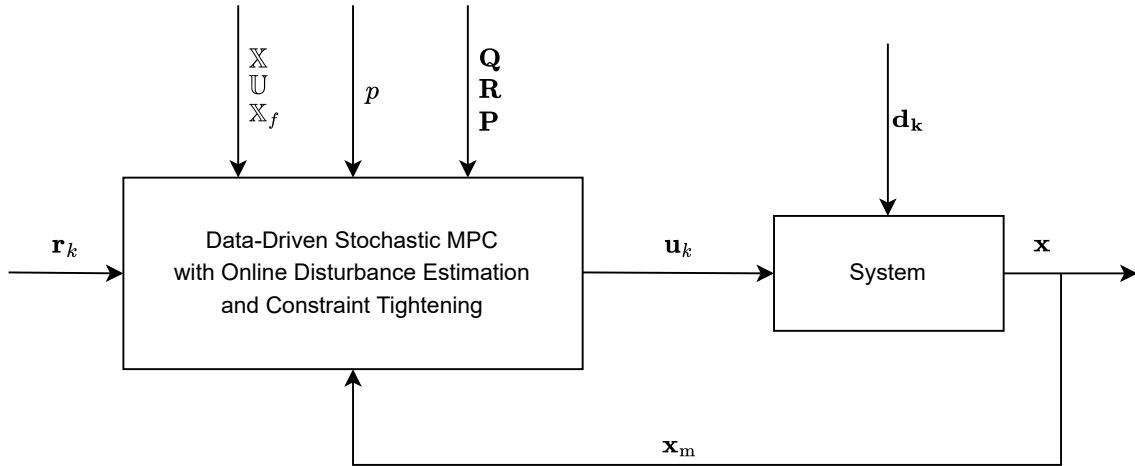 𝕏
𝕌
𝕏_f
p
𝐐
𝐑
𝐏
𝐝_𝐤
𝐫_k
Data-Driven Stochastic MPC
with Online Disturbance Estimation
and Constraint Tightening
𝐮_k
System
𝐱
𝐱_m